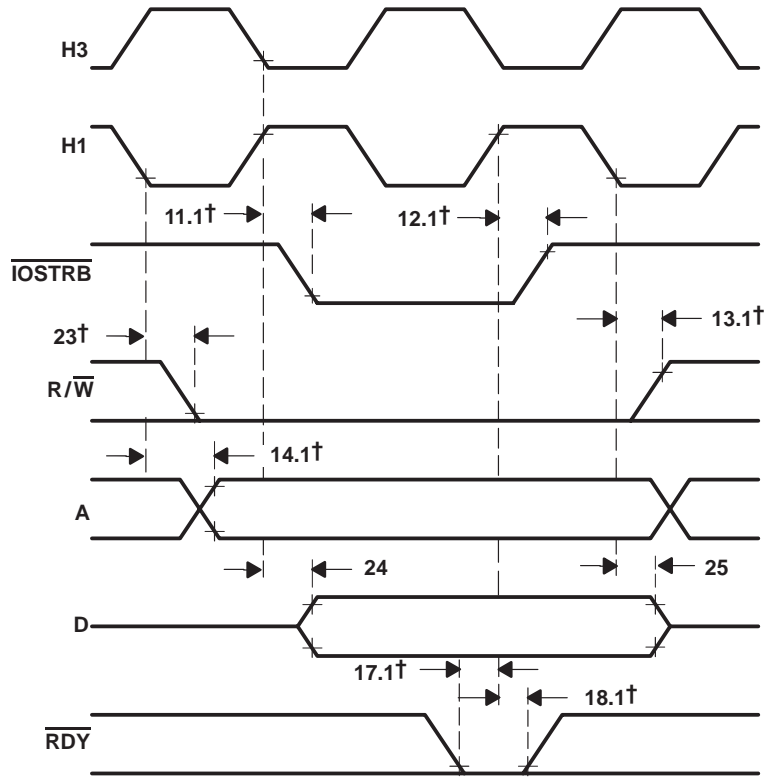 H3
H1
11.1†
12.1†
IOSTRB
23†
13.1†
R/W
14.1†
A
24
25
D
17.1†
18.1†
RDY